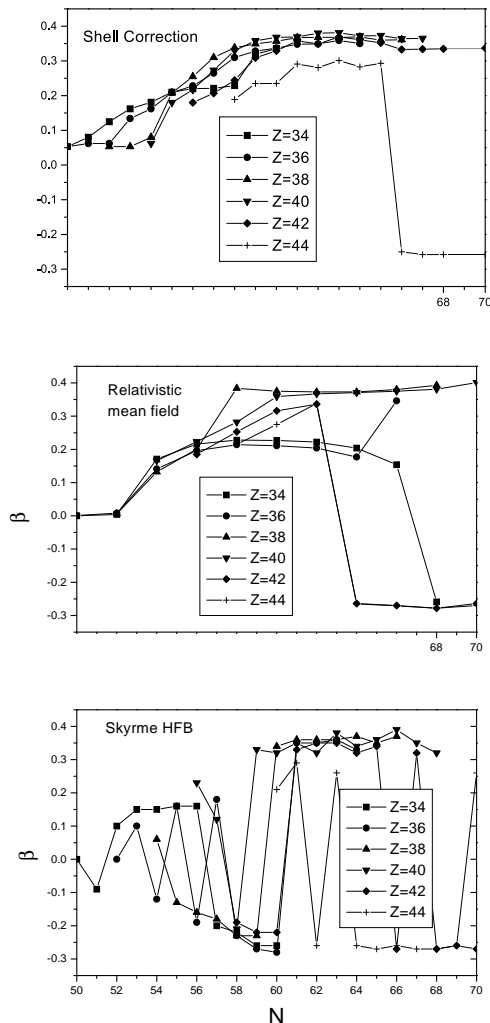 Shell Correction
0.4
0.3
0.2
0.1
0.0
-0.1
-0.2
-0.3
Z=34
Z=36
Z=38
Z=40
Z=42
Z=44
68
70
Relativistic
mean field
β
0.4
0.3
0.2
0.1
0.0
-0.1
-0.2
-0.3
Z=34
Z=36
Z=38
Z=40
Z=42
Z=44
68
70
Skyrme HFB
β
0.4
0.3
0.2
0.1
0.0
-0.1
-0.2
-0.3
Z=34
Z=36
Z=38
Z=40
Z=42
Z=44
50 52 54 56 58 60 62 64 66 68 70
N